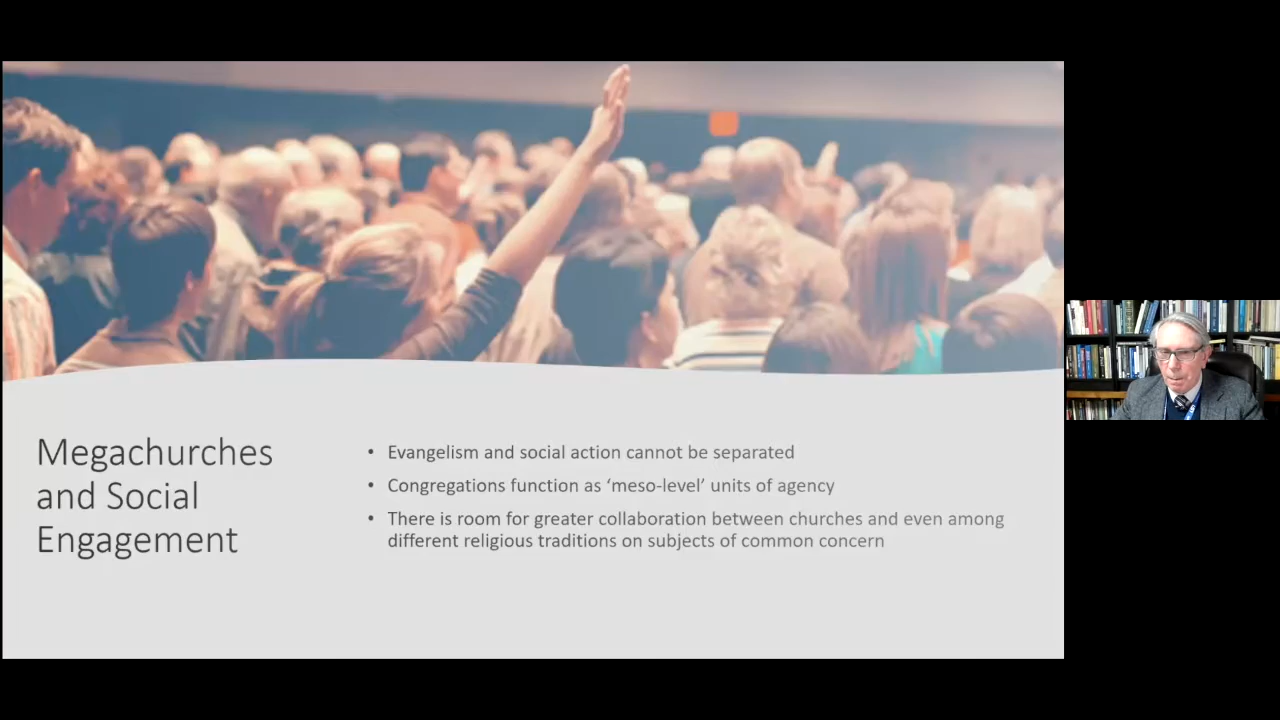 Megachurches
and Social
Engagement
• Evangelism and social action cannot be separated
• Congregations function as ‘meso-level’ units of agency
• There is room for greater collaboration between churches and even among
different religious traditions on subjects of common concern